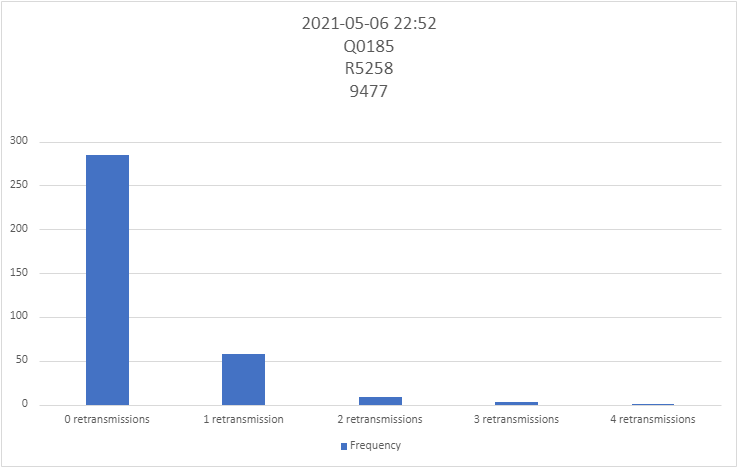 2021-05-06 22:52
Q0185
R5258
9477
300
250
200
150
100
50
0
0 retransmissions 1 retransmission 2 retransmissions 3 retransmissions 4 retransmissions
Frequency